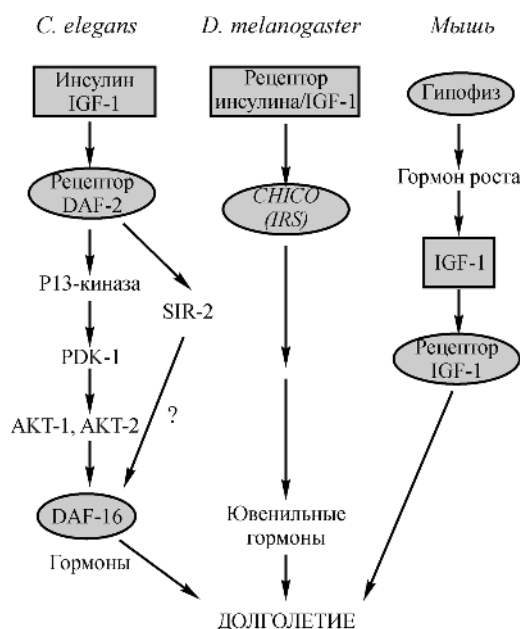 C. elegans
D. melanogaster
Мышь
Инсулин
IGF-1
Рецептор
DAF-2
P13-киназа
SIR-2
PDK-1
AKT-1, AKT-2
?
DAF-16
Гормоны
Рецептор
инсулина/IGF-1
CHICO
(IRS)
Ювенильные
гормоны
Гипофиз
Гормон роста
IGF-1
Рецептор
IGF-1
ДОЛГОЛЕТИЕ